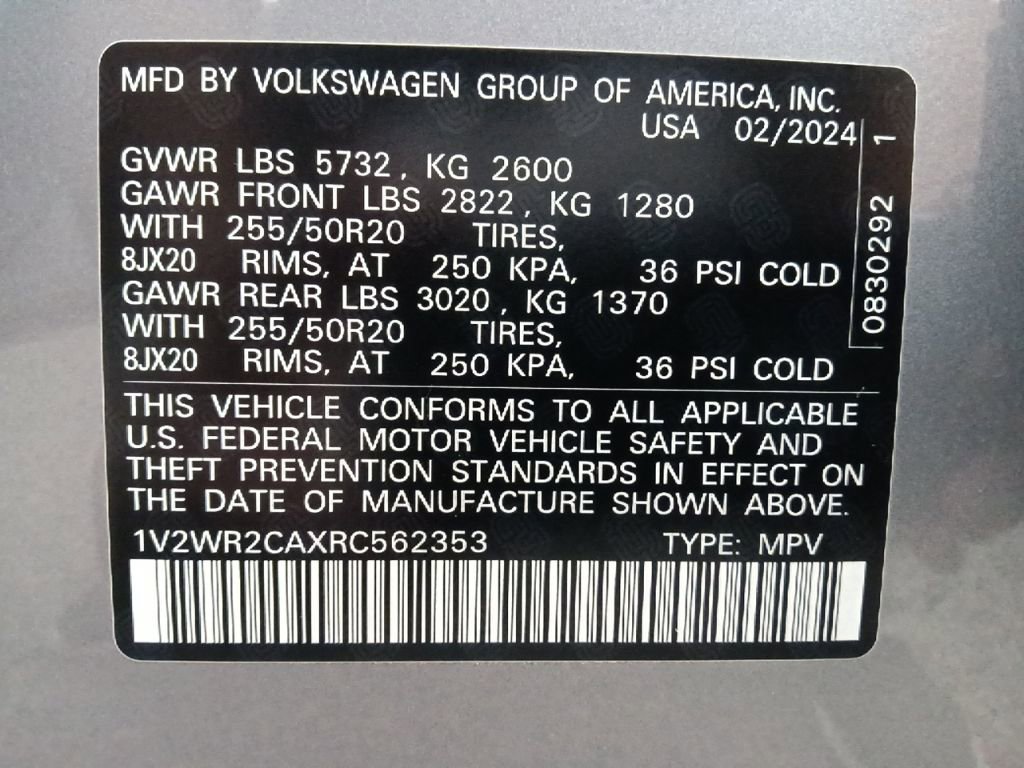 MFD BY VOLKSWAGEN GROUP OF AMERICA, INC.
USA 02/2024
GVWR LBS 5732, KG 2600
GAWR FRONT LBS 2822, KG 1280
WITH 255/50R20 TIRES,
8JX20 RIMS, AT 250 KPA, 36 PSI COLD
GAWR REAR LBS 3020, KG 1370
WITH 255/50R20 TIRES,
8JX20 RIMS, AT 250 KPA, 36 PSI COLD
0830292 1
THIS VEHICLE CONFORMS TO ALL APPLICABLE
U.S. FEDERAL MOTOR VEHICLE SAFETY AND
THEFT PREVENTION STANDARDS IN EFFECT ON
THE DATE OF MANUFACTURE SHOWN ABOVE.
1V2WR2CAXRC562353 TYPE: MPV